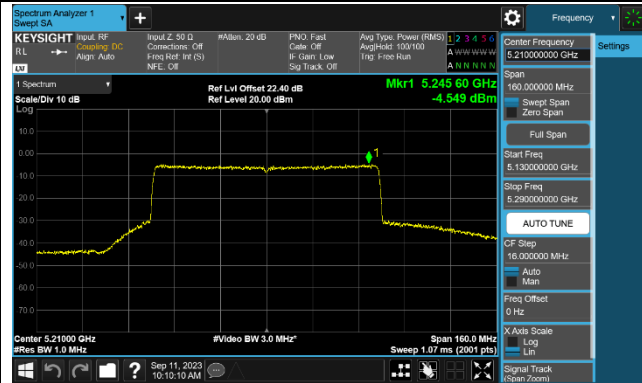 Spectrum Analyzer 1
Swept SA
Frequency
KEYSIGHT
RL
LXI
Input: RF
Coupling: DC
Align: Auto
Input Z: 50 Ω
Corrections: Off
Freq Ref: Int (S)
NFE: Off
#Atten: 20 dB
PNO: Fast
Gate: Off
IF Gain: Low
Sig Track: Off
Avg Type: Power (RMS)
Avg|Hold: 100/100
Trig: Free Run
1 2 3 4 5 6
A W W W W W
A N N N N N
1 Spectrum
Scale/Div 10 dB
Log
Ref Lvl Offset 22.40 dB
Ref Level 20.00 dBm
Mkr1 5.245 60 GHz
-4.549 dBm
10.0
0.00
-10.0
-20.0
-30.0
-40.0
-50.0
-60.0
-70.0
1
Center 5.21000 GHz
#Res BW 1.0 MHz
#Video BW 3.0 MHz*
Span 160.0 MHz
Sweep 1.07 ms (2001 pts)
Sep 11, 2023
10:10:10 AM
Center Frequency
5.210000000 GHz
Settings
Span
160.000000 MHz
Swept Span
Zero Span
Full Span
Start Freq
5.130000000 GHz
Stop Freq
5.290000000 GHz
AUTO TUNE
CF Step
16.000000 MHz
Auto
Man
Freq Offset
0 Hz
X Axis Scale
Log
Lin
Signal Track
(Span Zoom)